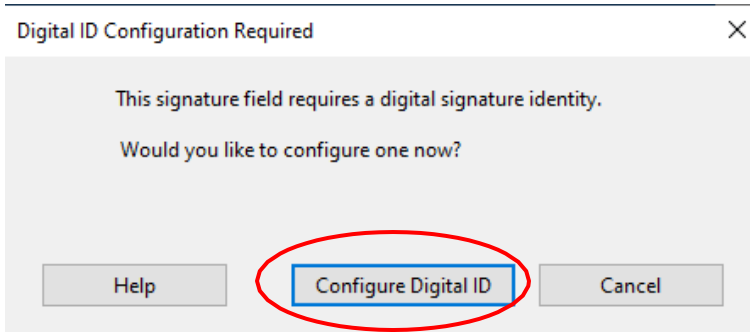 Digital ID Configuration Required
This signature field requires a digital signature identity.
Would you like to configure one now?
Help Configure Digital ID Cancel